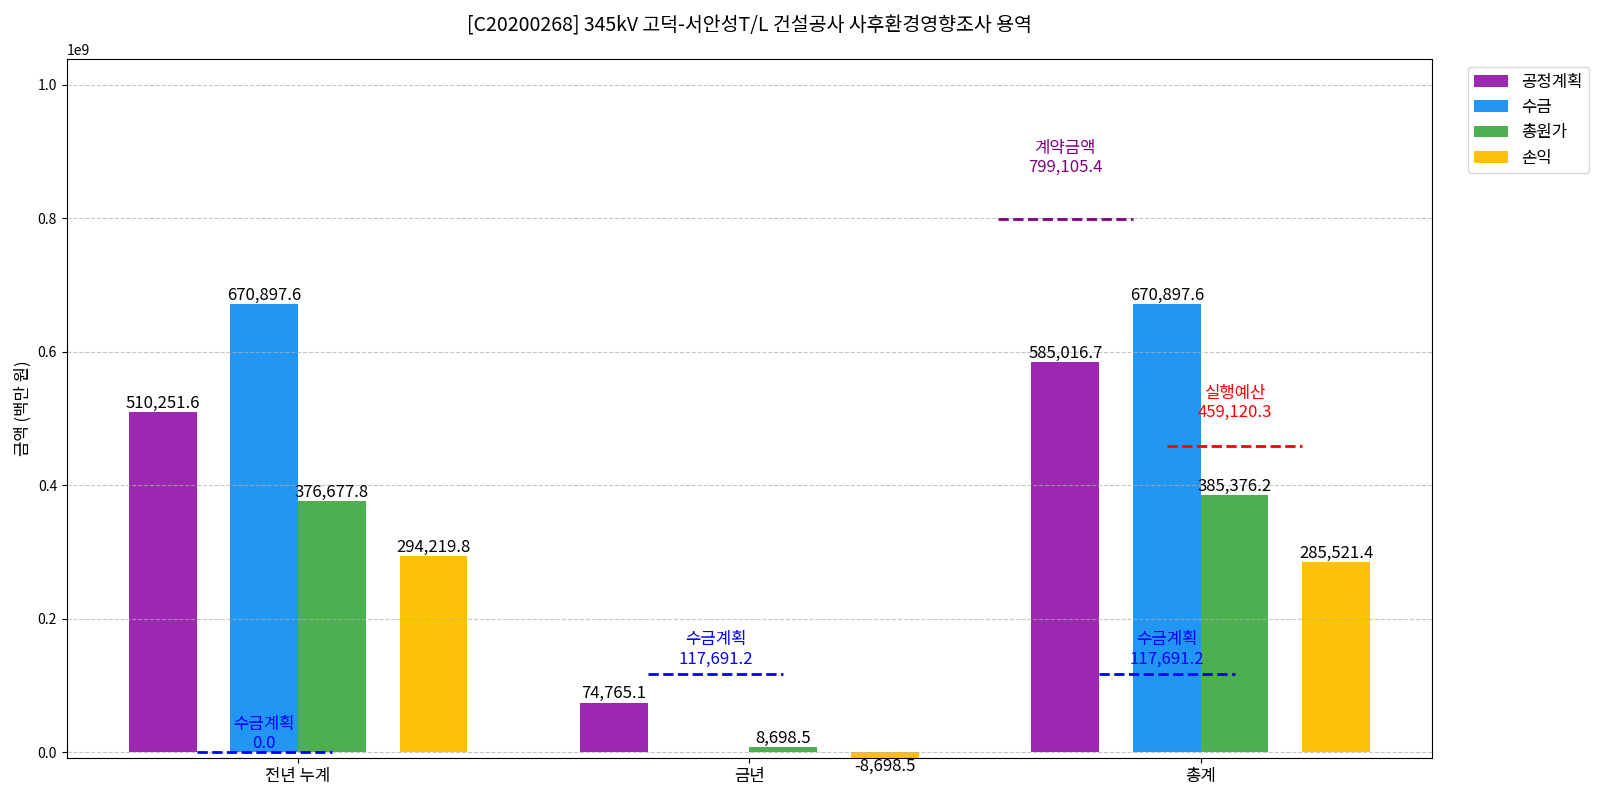 [C20200268] 345kV 고덕-서안성T/L 건설공사 사후환경영향조사 용역
1e9
1.0
0.8
0.6
0.4
0.2
0.0
금액 (백만 원)
공정계획
수금
총원가
손익
계약금액
799,105.4
670,897.6
670,897.6
585,016.7
510,251.6
실행예산
459,120.3
376,677.8
385,376.2
294,219.8
285,521.4
수금계획
117,691.2
수금계획
117,691.2
74,765.1
수금계획
0.0
8,698.5
-8,698.5
전년 누계
금년
총계